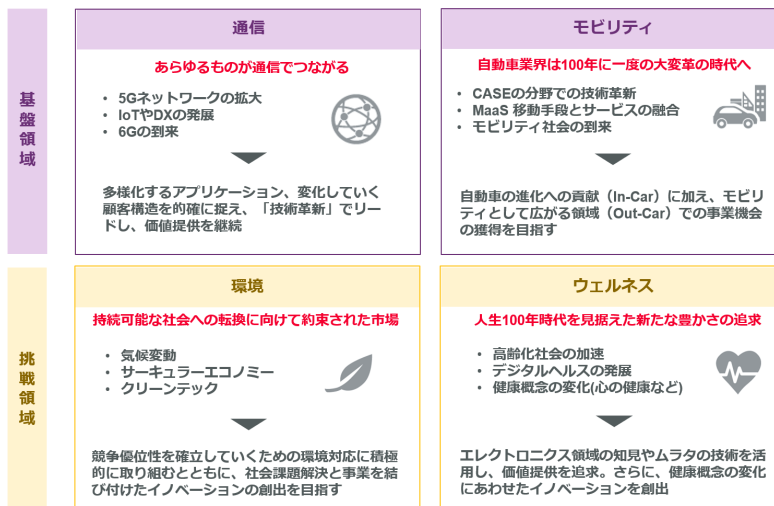 基盤領域
通信
あらゆるものが通信でつながる
• 5Gネットワークの拡大
• IoTやDXの発展
• 6Gの到来
多様化するアプリケーション、変化していく
顧客構造を的確に捉え、「技術革新」でリー
ドし、価値提供を継続
モビリティ
自動車業界は100年に一度の大変革の時代へ
• CASEの分野での技術革新
• MaaS 移動手段とサービスの融合
• モビリティ社会の到来
自動車の進化への貢献（In-Car）に加え、モビリ
ティとして広がる領域（Out-Car）での事業機会
の獲得を目指す
挑戦領域
環境
持続可能な社会への転換に向けて約束された市場
• 気候変動
• サーキュラーエコノミー
• クリーンテック
競争優位性を確立していくための環境対応に積極
的に取り組むとともに、社会課題解決と事業を結
び付けたイノベーションの創出を目指す
ウェルネス
人生100年時代を見据えた新たな豊かさの追求
• 高齢化社会の加速
• デジタルヘルスの発展
• 健康概念の変化(心の健康など)
エレクトロニクス領域の知見やムラタの技術を活
用し、価値提供を追求。さらに、健康概念の変化
にあわせたイノベーションを創出